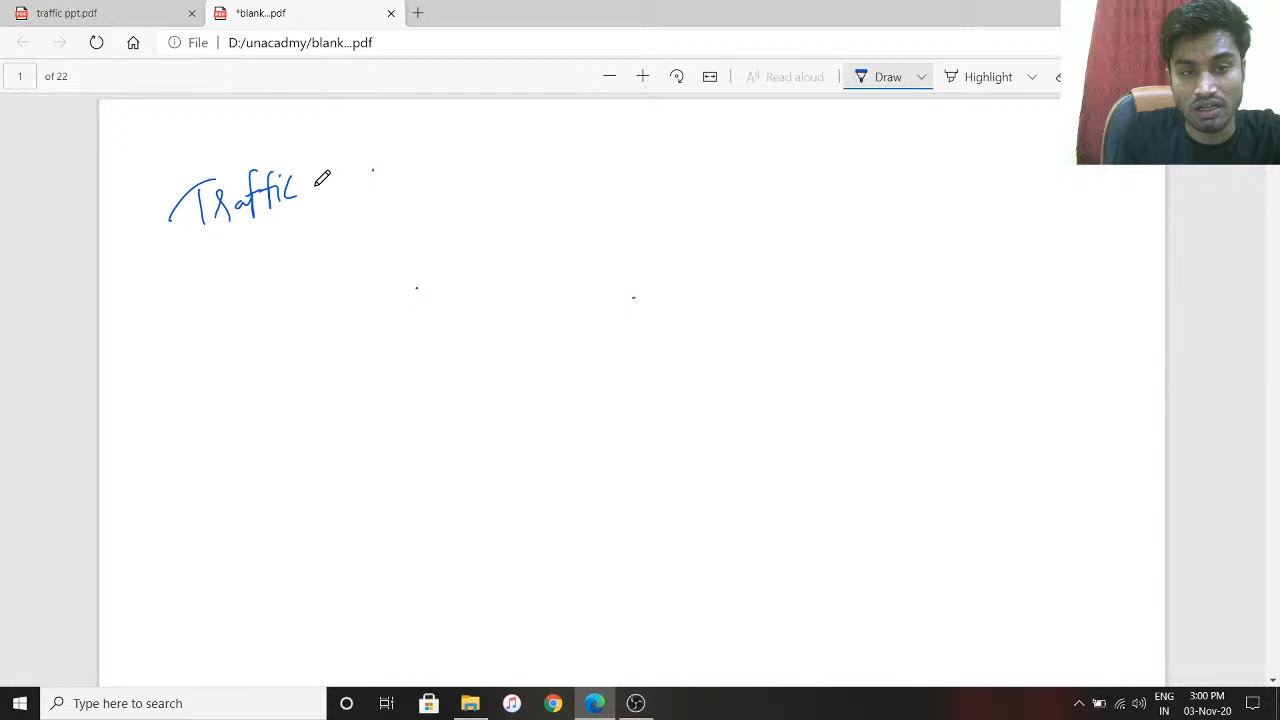 traffic ppt.pdf
*blank...pdf
File D:/unacadmy/blank...pdf
1 of 22
Read aloud
Draw
Highlight
Traffic
Type here to search
ENG
IN
3:00 PM
03-Nov-20